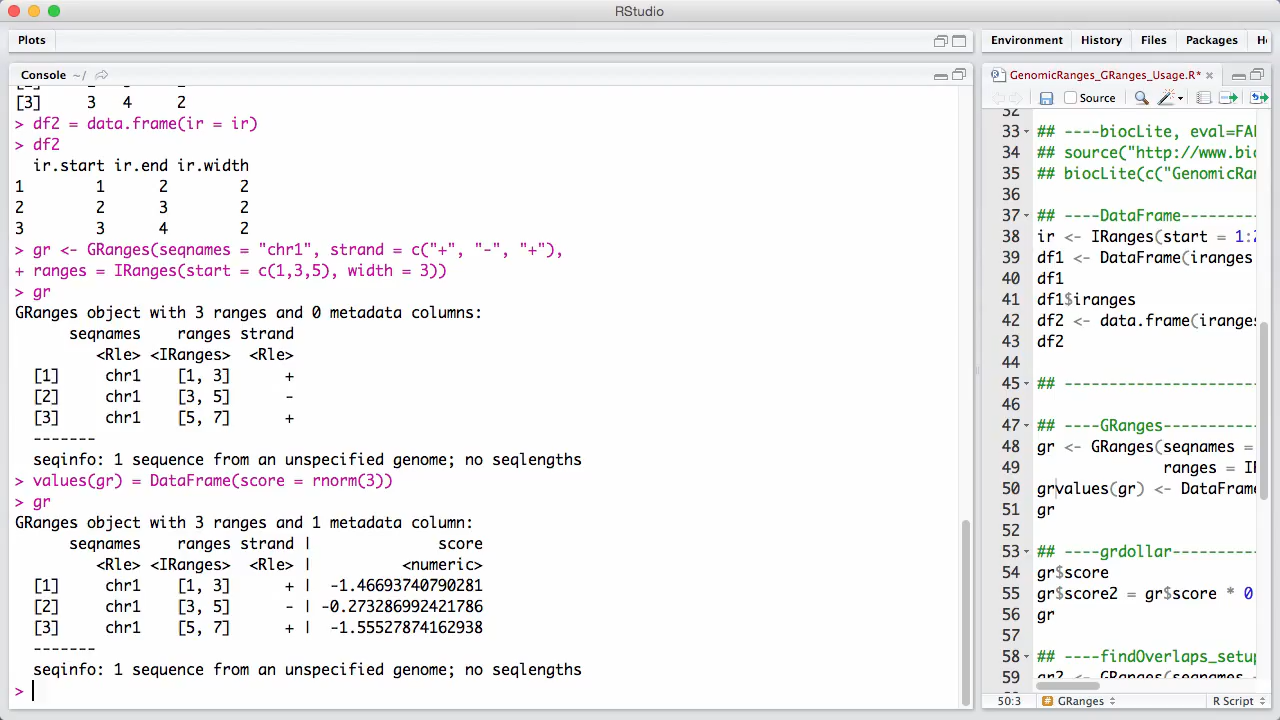 RStudio
Plots
Environment History Files Packages
Console ~/
GenomicRanges_GRanges_Usage.R*
Source
[3] 3 4 2
> df2 = data.frame(ir = ir)
> df2
ir.start ir.end ir.width
1 1 2 2
2 2 3 2
3 3 4 2
> gr <- GRanges(seqnames = "chr1", strand = c("+", "-", "+"),
+ ranges = IRanges(start = c(1,3,5), width = 3))
> gr
GRanges object with 3 ranges and 0 metadata columns:
seqnames ranges strand
<Rle> <IRanges> <Rle>
[1] chr1 [1, 3] +
[2] chr1 [3, 5] -
[3] chr1 [5, 7] +
-------
seqinfo: 1 sequence from an unspecified genome; no seqlengths
> values(gr) = DataFrame(score = rnorm(3))
> gr
GRanges object with 3 ranges and 1 metadata column:
seqnames ranges strand | score
<Rle> <IRanges> <Rle> | <numeric>
[1] chr1 [1, 3] + | -1.46693740790281
[2] chr1 [3, 5] - | -0.273286992421786
[3] chr1 [5, 7] + | -1.55527874162938
-------
seqinfo: 1 sequence from an unspecified genome; no seqlengths
>
32
33 ## ----biocLite, eval=FA
34 ## source("http://www.bio
35 ## biocLite(c("GenomicRa
36
37 ## ----DataFrame---------
38 ir <- IRanges(start = 1:
39 df1 <- DataFrame(iranges
40 df1
41 df1$iranges
42 df2 <- data.frame(iranges
43 df2
44
45 ## ----------------------
46
47 ## ----GRanges-----------
48 gr <- GRanges(seqnames =
49 ranges = I
50 grvalues(gr) <- DataFrame
51 gr
52
53 ## ----grdollar----------
54 gr$score
55 gr$score2 = gr$score * 0
56 gr
57
58 ## ----findOverlaps_setup
59 gr2 <- GRanges(seqnames
50:3 GRanges R Script